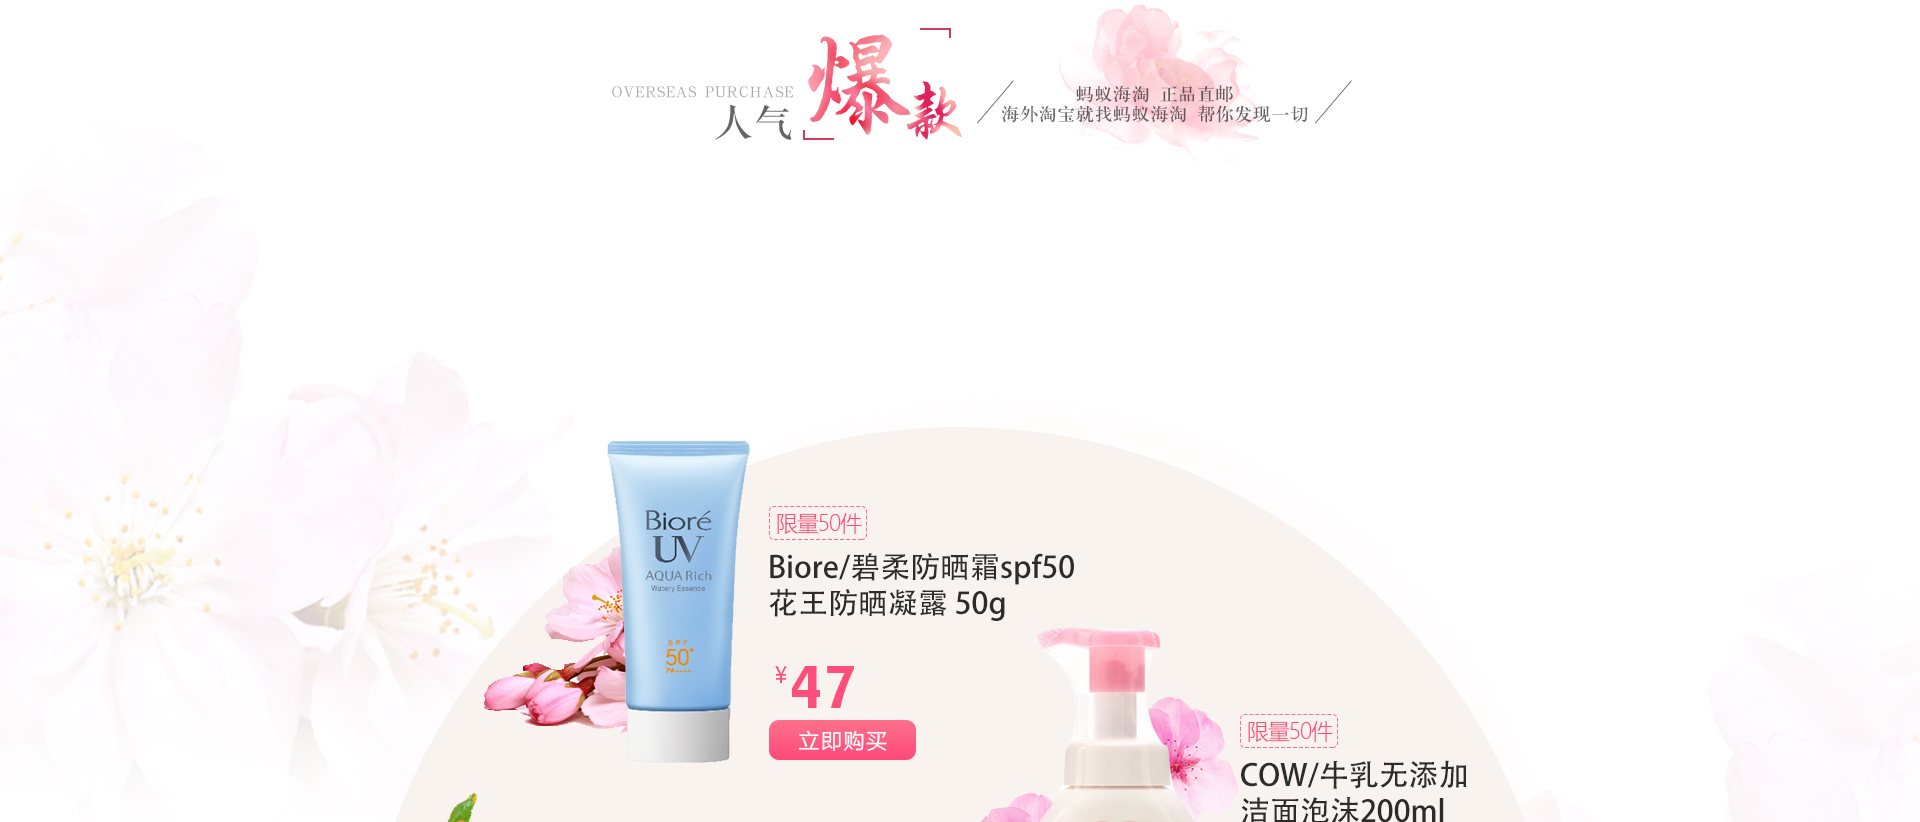 OVERSEAS PURCHASE
人气
爆款
蚂蚁海淘 正品直邮
海外淘宝就找蚂蚁海淘 帮你发现一切
Bioré
UV
AQUA Rich
Watery Essence
SPF
50+
PA++++
限量50件
Biore/碧柔防晒霜spf50
花王防晒凝露 50g
¥47
立即购买
限量50件
COW/牛乳无添加
洁面泡沫200ml